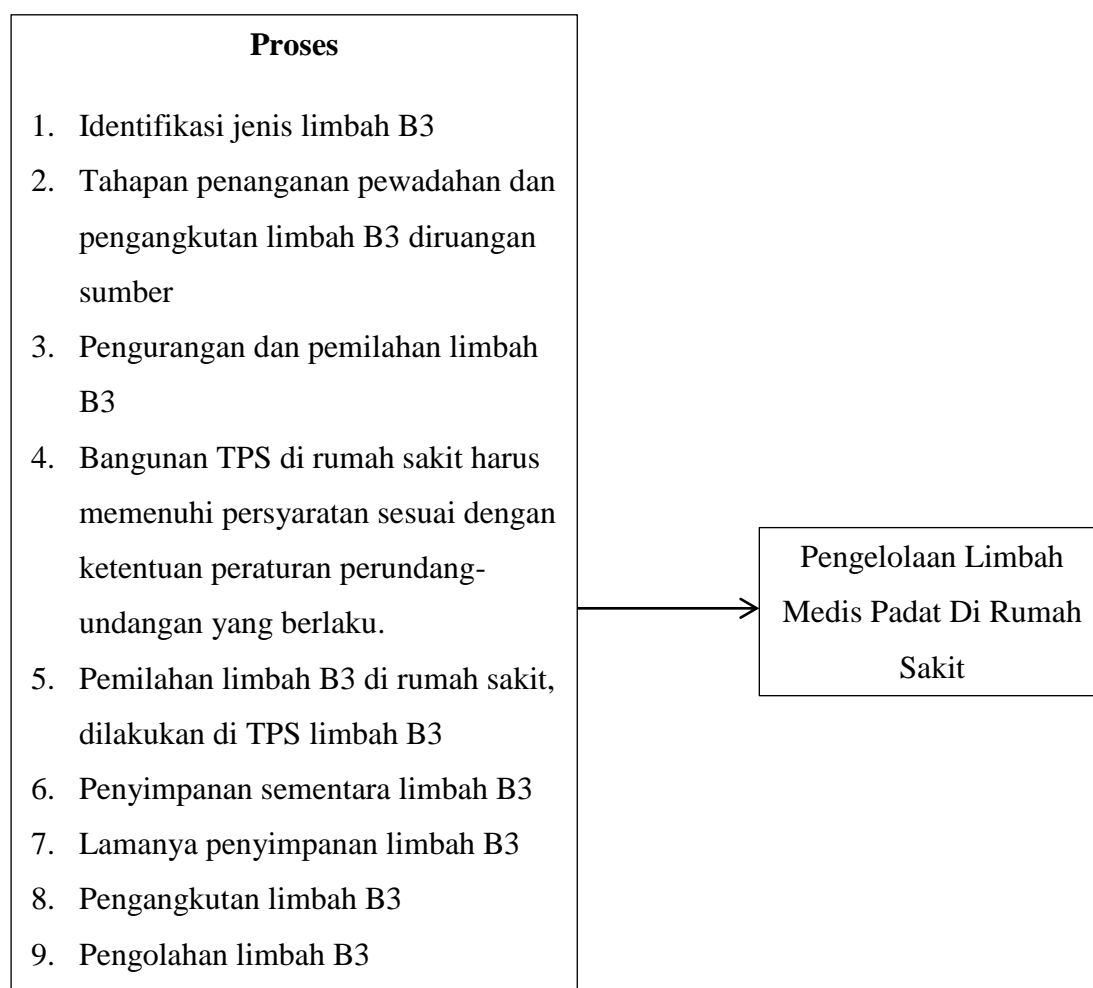 Proses
1. Identifikasi jenis limbah B3
2. Tahapan penanganan pewadahan dan
pengangkutan limbah B3 diruangan
sumber
3. Pengurangan dan pemilahan limbah
B3
4. Bangunan TPS di rumah sakit harus
memenuhi persyaratan sesuai dengan
ketentuan peraturan perundang-
undangan yang berlaku.
5. Pemilahan limbah B3 di rumah sakit,
dilakukan di TPS limbah B3
6. Penyimpanan sementara limbah B3
7. Lamanya penyimpanan limbah B3
8. Pengangkutan limbah B3
9. Pengolahan limbah B3
Pengelolaan Limbah
Medis Padat Di Rumah
Sakit